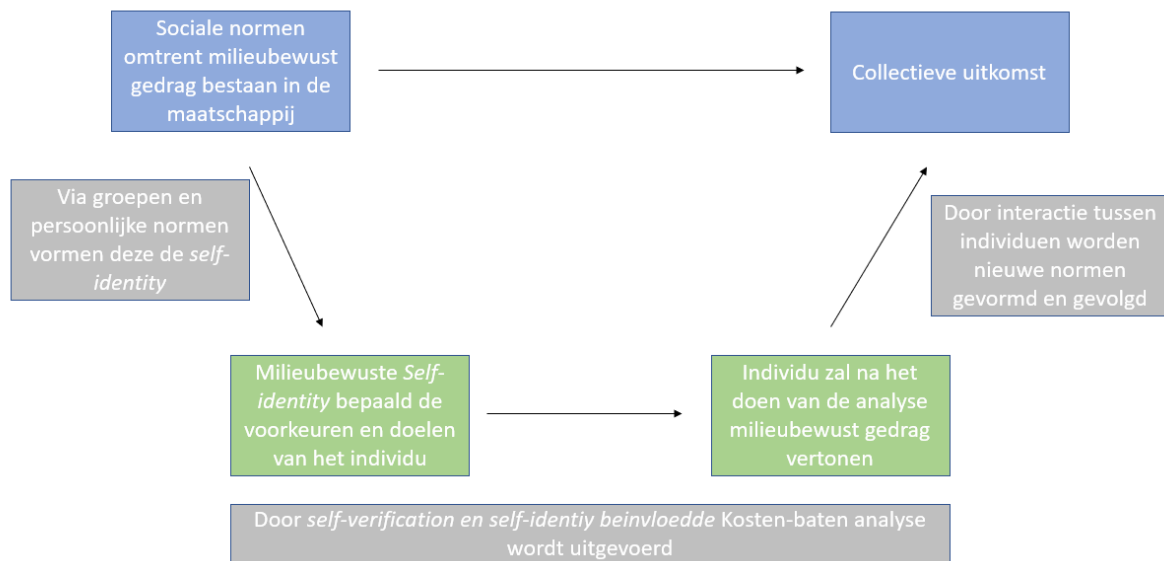 Sociale normen
omtrent milieubewust
gedrag bestaan in de
maatschappij
Collectieve uitkomst
Via groepen en
persoonlijke normen
vormen deze de self-
identity
Door interactie tussen
individuen worden
nieuwe normen
gevormd en gevolgd
Milieubewuste Self-
identity bepaald de
voorkeuren en doelen
van het individu
Individu zal na het
doen van de analyse
milieubewust gedrag
vertonen
Door self-verification en self-identiy beinvloedde Kosten-baten analyse
wordt uitgevoerd